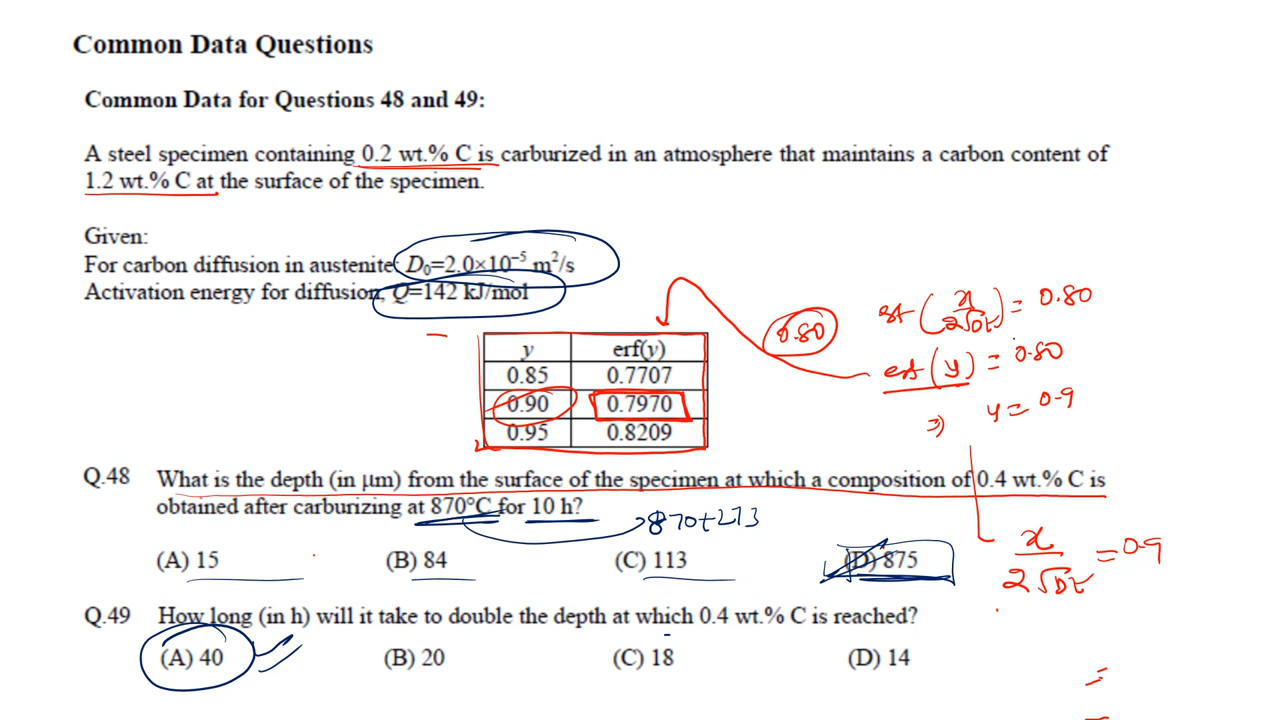 Common Data Questions
Common Data for Questions 48 and 49:
A steel specimen containing 0.2 wt.% C is carburized in an atmosphere that maintains a carbon content of
1.2 wt.% C at the surface of the specimen.
Given:
For carbon diffusion in austenite, D₀=2.0×10⁻⁵ m²/s
Activation energy for diffusion, Q=142 kJ/mol
y erf(y)
0.85 0.7707
0.90 0.7970
0.95 0.8209
0.80
erf (x/2√Dt) = 0.80
erf (y) = 0.80
⇒ y = 0.9
Q.48 What is the depth (in μm) from the surface of the specimen at which a composition of 0.4 wt.% C is
obtained after carburizing at 870°C for 10 h?
870+273
(A) 15 (B) 84 (C) 113 (D) 875
x/2√Dt = 0.9
Q.49 How long (in h) will it take to double the depth at which 0.4 wt.% C is reached?
(A) 40 (B) 20 (C) 18 (D) 14
=
=